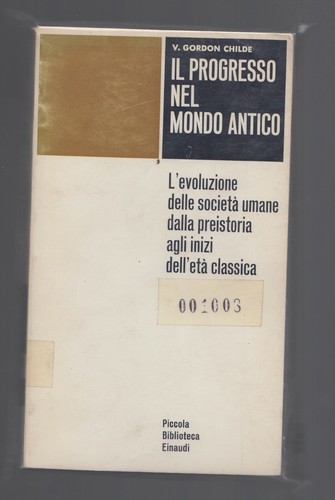 V. GORDON CHILDE
IL PROGRESSO
NEL
MONDO ANTICO
L'evoluzione
delle società umane
dalla preistoria
agli inizi
dell'età classica
001003
Piccola
Biblioteca
Einaudi